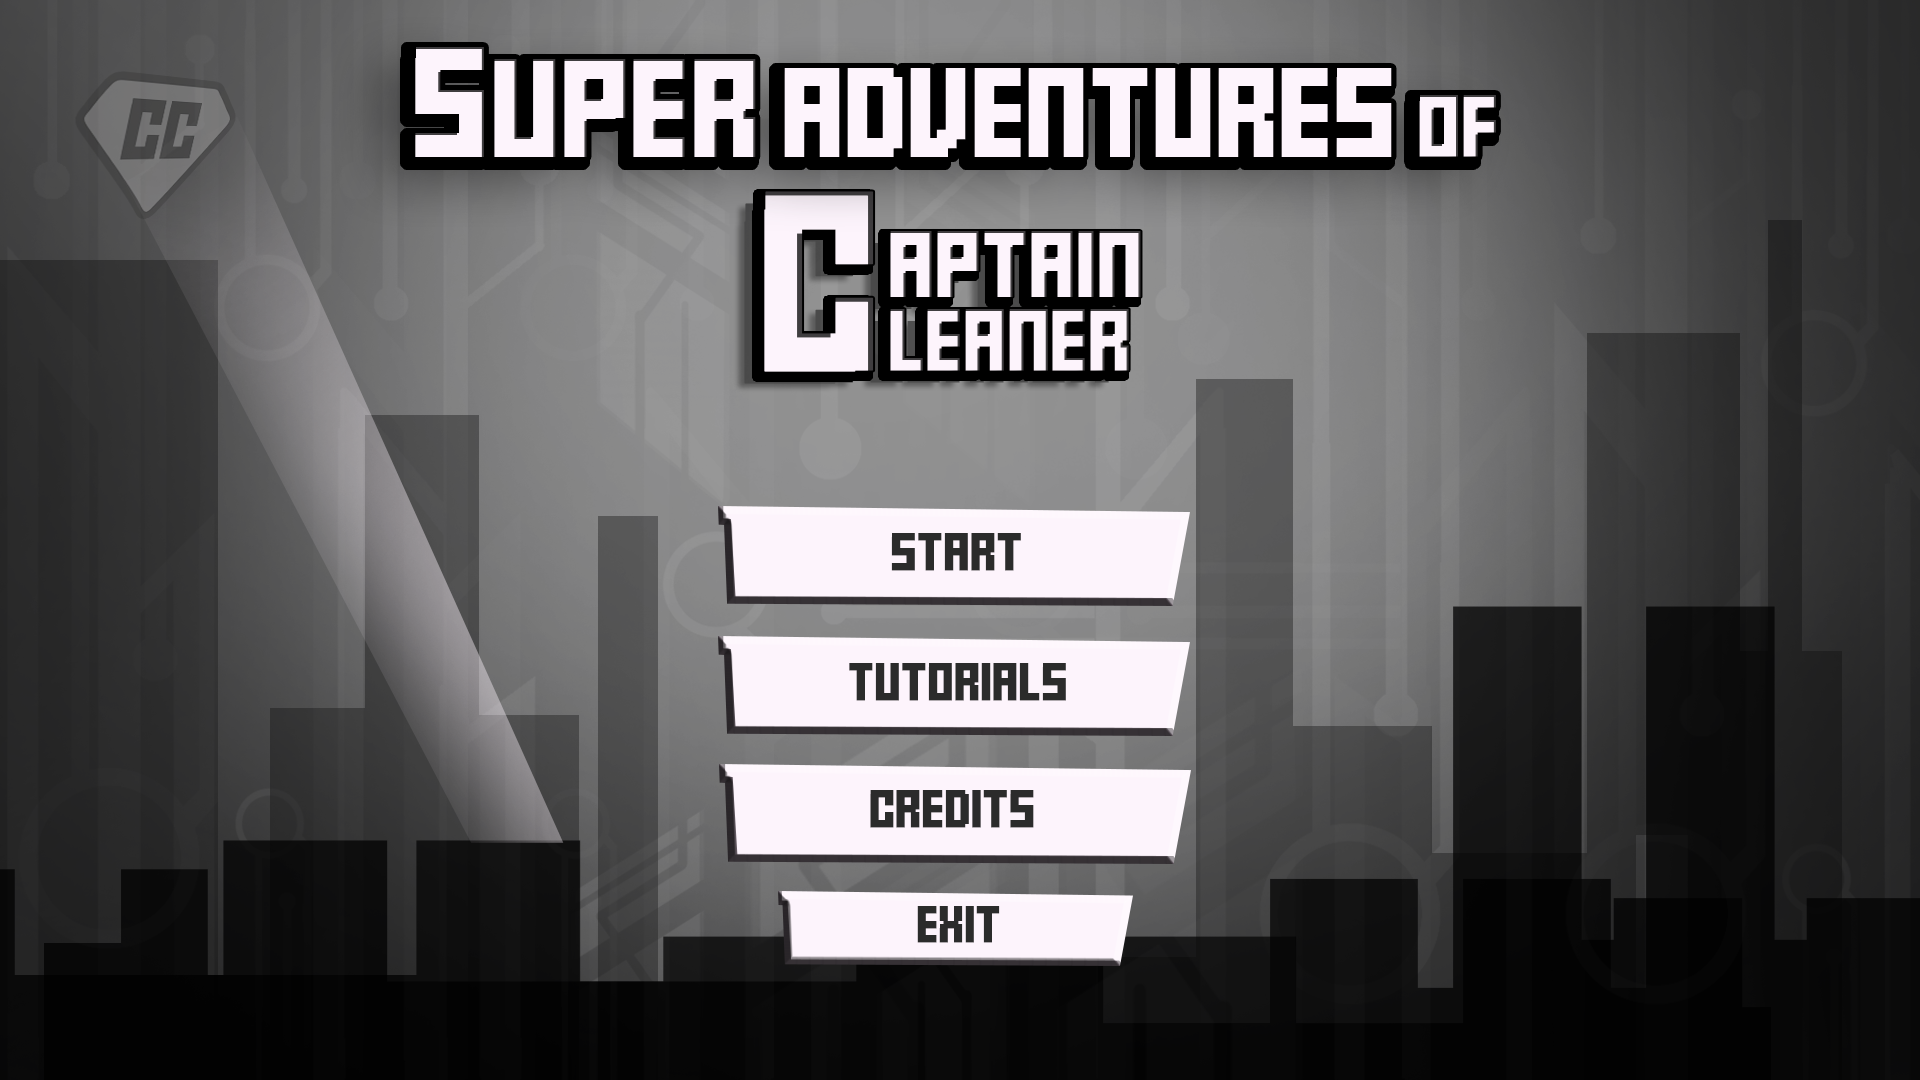 CC
SUPER ADVENTURES OF
CAPTAIN
CLEANER
START
TUTORIALS
CREDITS
EXIT